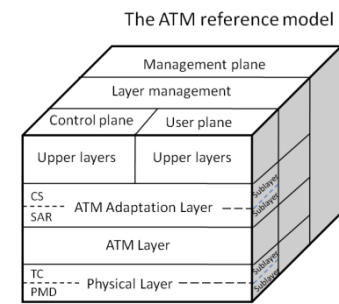 The ATM reference model
Management plane
Layer management
Control plane User plane
Upper layers Upper layers
CS
ATM Adaptation Layer
SAR
Sublayer
Sublayer
ATM Layer
TC
Physical Layer
PMD
Sublayer
Sublayer